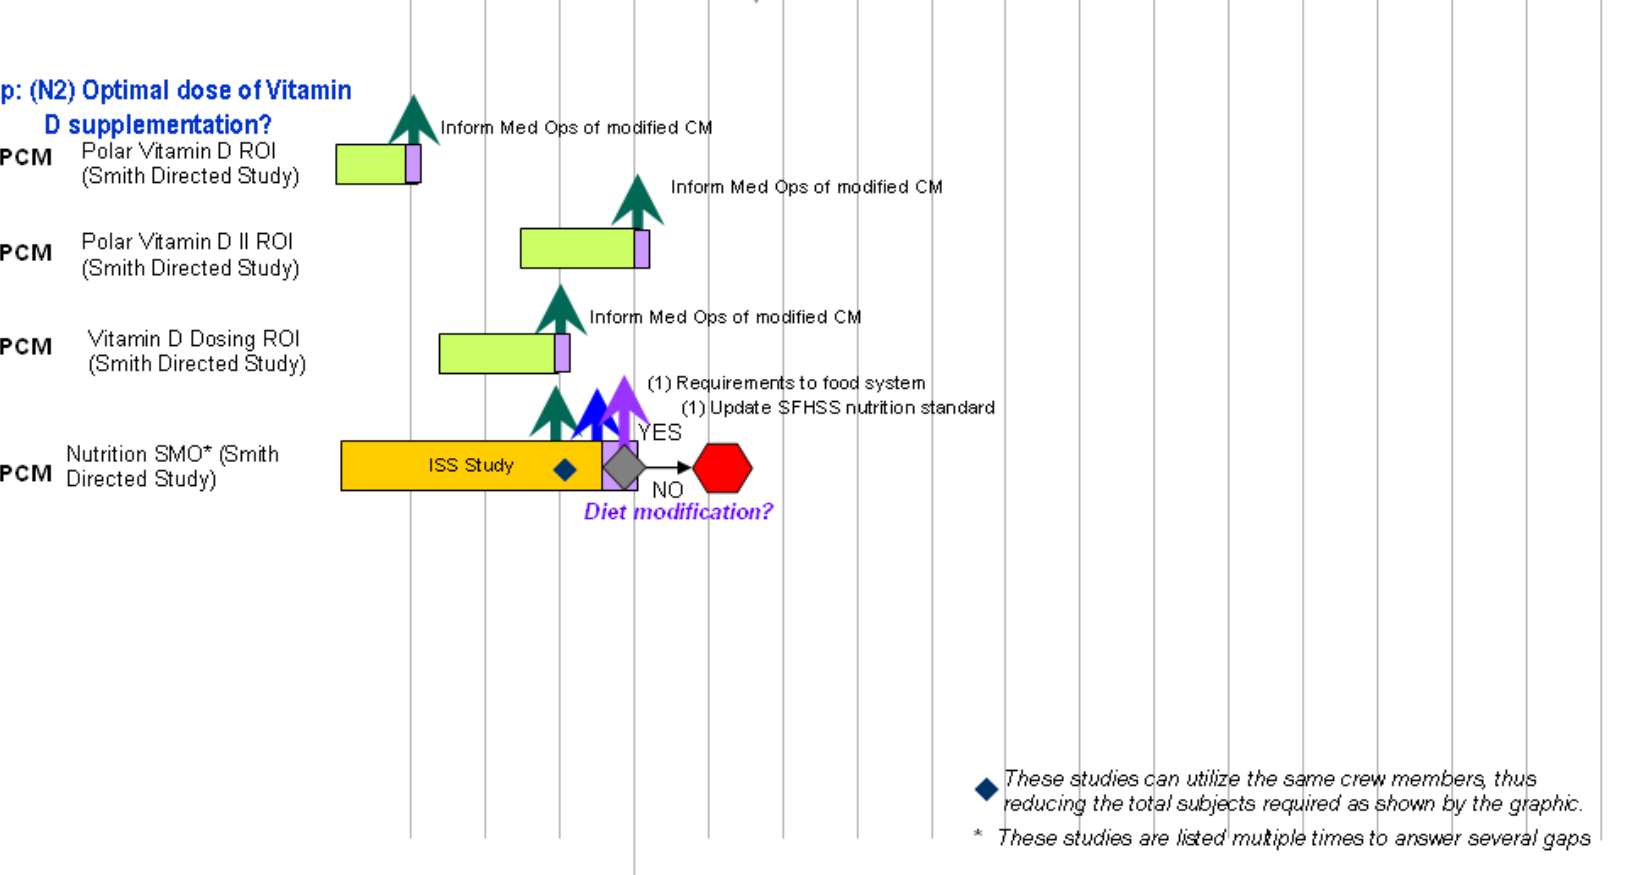 p: (N2) Optimal dose of Vitamin
D supplementation?
Inform Med Ops of modified CM
PCM
Polar Vitamin D ROI
(Smith Directed Study)
Inform Med Ops of modified CM
PCM
Polar Vitamin D II ROI
(Smith Directed Study)
Inform Med Ops of modified CM
PCM
Vitamin D Dosing ROI
(Smith Directed Study)
(1) Requirements to food system
(1) Update SFHSS nutrition standard
YES
PCM
Nutrition SMO* (Smith
Directed Study)
ISS Study
NO
Diet modification?
These studies can utilize the same crew members, thus
reducing the total subjects required as shown by the graphic.
* These studies are listed multiple times to answer several gaps